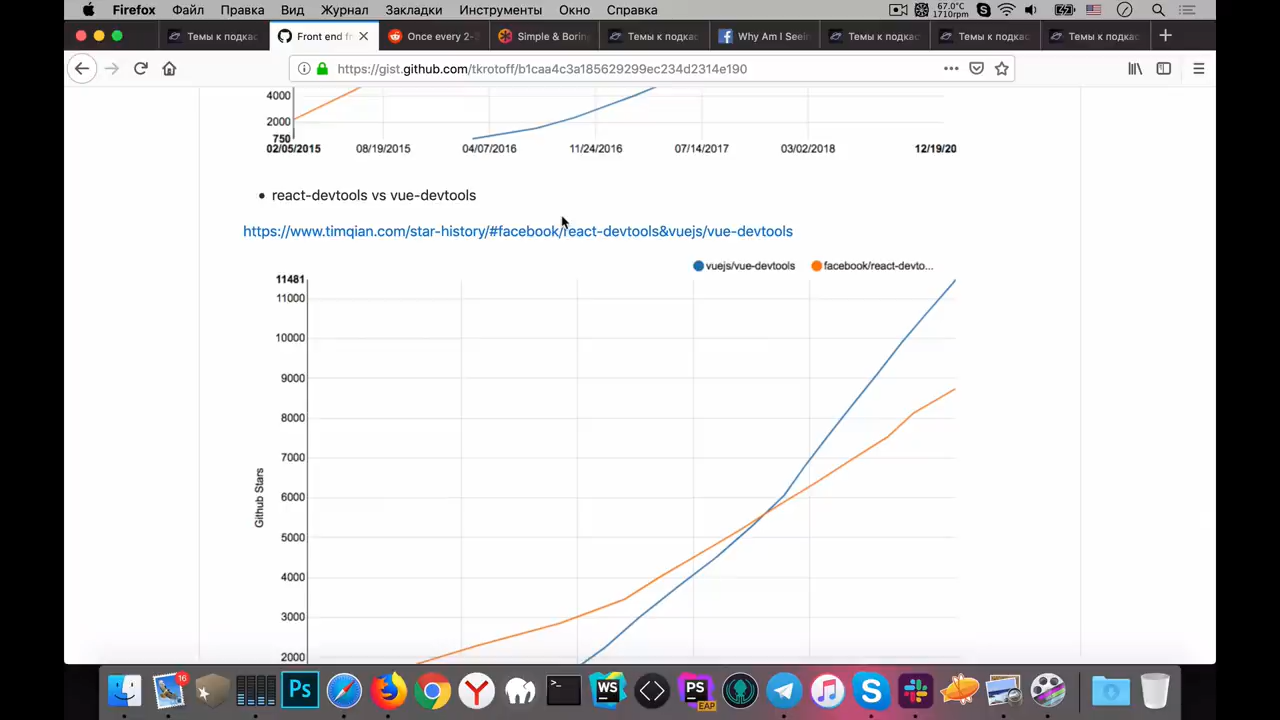 Firefox Файл Правка Вид Журнал Закладки Инструменты Окно Справка 67.0°C 1710rpm
Темы к подкас Front end fr Once every 2- Simple & Borin Темы к подкас Why Am I Seein Темы к подкас Темы к подкас Темы к подкас
https://gist.github.com/tkrotoff/b1caa4c3a185629299ec234d2314e190
4000
2000
750
02/05/2015 08/19/2015 04/07/2016 11/24/2016 07/14/2017 03/02/2018 12/19/20
• react-devtools vs vue-devtools
https://www.timqian.com/star-history/#facebook/react-devtools&vuejs/vue-devtools
vuejs/vue-devtools facebook/react-devto...
11481
11000
10000
9000
8000
7000
6000
5000
4000
3000
2000
Github Stars
16 Ps WS PS EAP